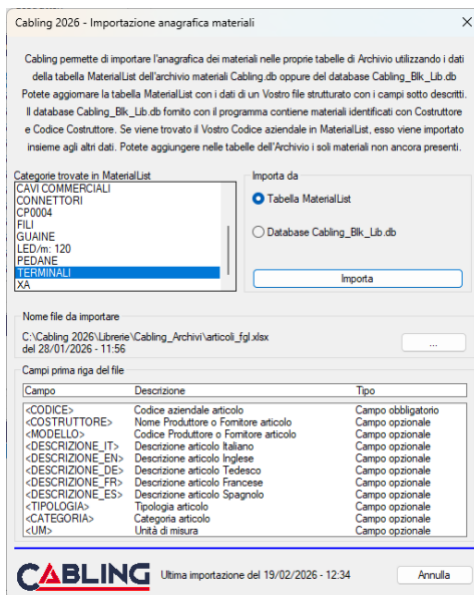 Cabling 2026 - Importazione anagrafica materiali
Cabling permette di importare l'anagrafica dei materiali nelle proprie tabelle di Archivio utilizzando i dati
della tabella MaterialList dell'archivio materiali Cabling.db oppure del database Cabling_Blk_Lib.db
Potete aggiornare la tabella MaterialList con i dati di un Vostro file strutturato con i campi sotto descritti.
Il database Cabling_Blk_Lib.db fornito con il programma contiene materiali identificati con Costruttore
e Codice Costruttore. Se viene trovato il Vostro Codice aziendale in MaterialList, esso viene importato
insieme agli altri dati. Potete aggiungere nelle tabelle dell'Archivio i soli materiali non ancora presenti.
Categorie trovate in MaterialList
CAVI COMMERCIALI
CONNETTORI
CP0004
FILI
GUAINE
LED/m: 120
PEDANE
TERMINALI
XA
Importa da
Tabella MaterialList
Database Cabling_Blk_Lib.db
Importa
Nome file da importare
C:\Cabling 2026\Librerie\Cabling_Archivi\articoli_fgl.xlsx
del 28/01/2026 - 11:56
...
Campi prima riga del file
Campo Descrizione Tipo
<CODICE> Codice aziendale articolo Campo obbligatorio
<COSTRUTTORE> Nome Produttore o Fornitore articolo Campo opzionale
<MODELLO> Codice Produttore o Fornitore articolo Campo opzionale
<DESCRIZIONE_IT> Descrizione articolo Italiano Campo opzionale
<DESCRIZIONE_EN> Descrizione articolo Inglese Campo opzionale
<DESCRIZIONE_DE> Descrizione articolo Tedesco Campo opzionale
<DESCRIZIONE_FR> Descrizione articolo Francese Campo opzionale
<DESCRIZIONE_ES> Descrizione articolo Spagnolo Campo opzionale
<TIPOLOGIA> Tipologia articolo Campo opzionale
<CATEGORIA> Categoria articolo Campo opzionale
<UM> Unità di misura Campo opzionale
CABLING
Ultima importazione del 19/02/2026 - 12:34
Annulla